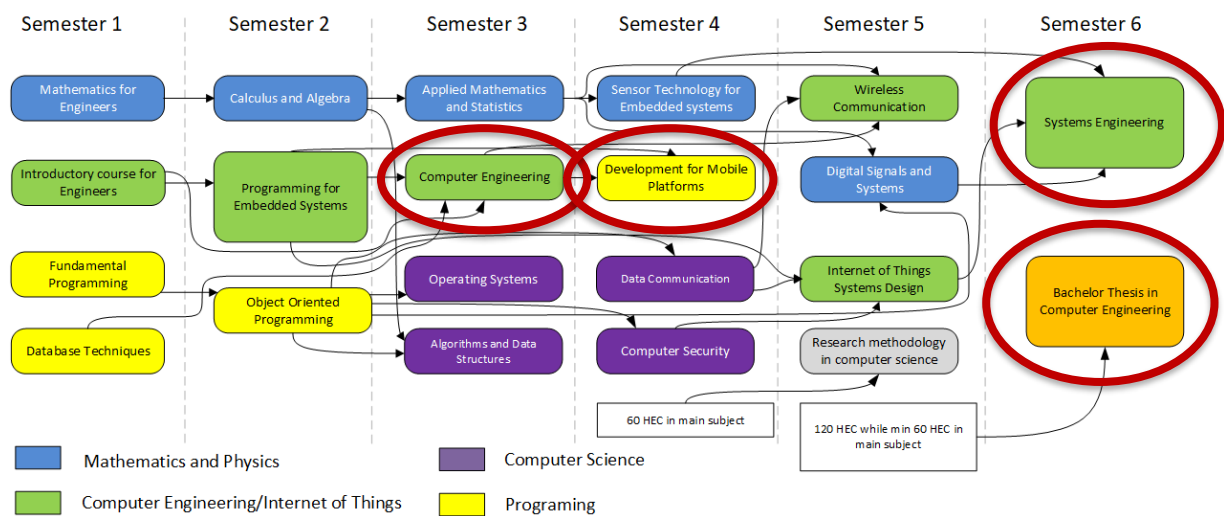 Semester 1
Semester 2
Semester 3
Semester 4
Semester 5
Semester 6
Mathematics for
Engineers
Calculus and Algebra
Applied Mathematics
and Statistics
Sensor Technology for
Embedded systems
Wireless
Communication
Systems Engineering
Introductory course for
Engineers
Programming for
Embedded Systems
Computer Engineering
Development for Mobile
Platforms
Digital Signals and
Systems
Fundamental
Programming
Object Oriented
Programming
Operating Systems
Data Communication
Internet of Things
Systems Design
Bachelor Thesis in
Computer Engineering
Database Techniques
Algorithms and Data
Structures
Computer Security
Research methodology
in computer science
60 HEC in main subject
120 HEC while min 60 HEC in
main subject
Mathematics and Physics
Computer Science
Computer Engineering/Internet of Things
Programing